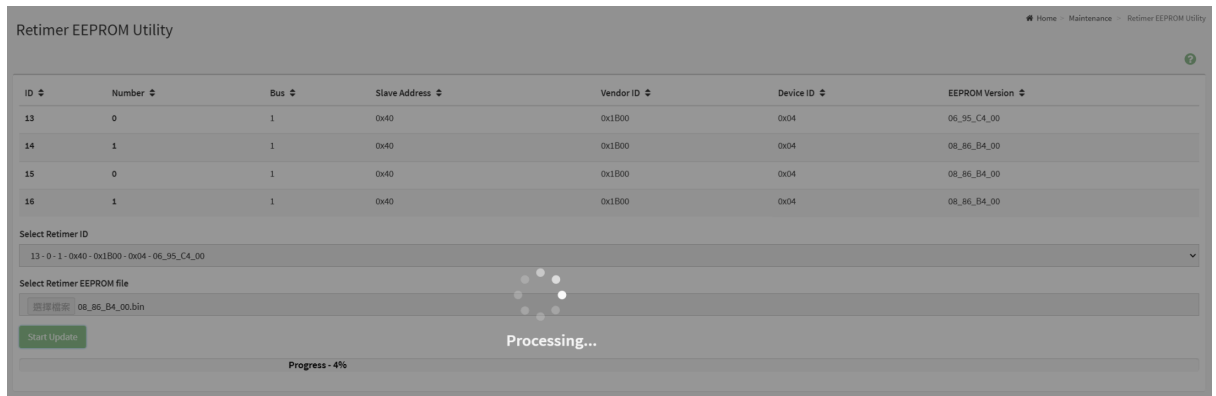 Retimer EEPROM Utility
Home > Maintenance > Retimer EEPROM Utility
ID Number Bus Slave Address Vendor ID Device ID EEPROM Version
13 0 1 0x40 0x1B00 0x04 06_95_C4_00
14 1 1 0x40 0x1B00 0x04 08_86_B4_00
15 0 1 0x40 0x1B00 0x04 08_86_B4_00
16 1 1 0x40 0x1B00 0x04 08_86_B4_00
Select Retimer ID
13 - 0 - 1 - 0x40 - 0x1B00 - 0x04 - 06_95_C4_00
Select Retimer EEPROM file
選擇檔案 08_86_B4_00.bin
Start Update
Processing...
Progress - 4%